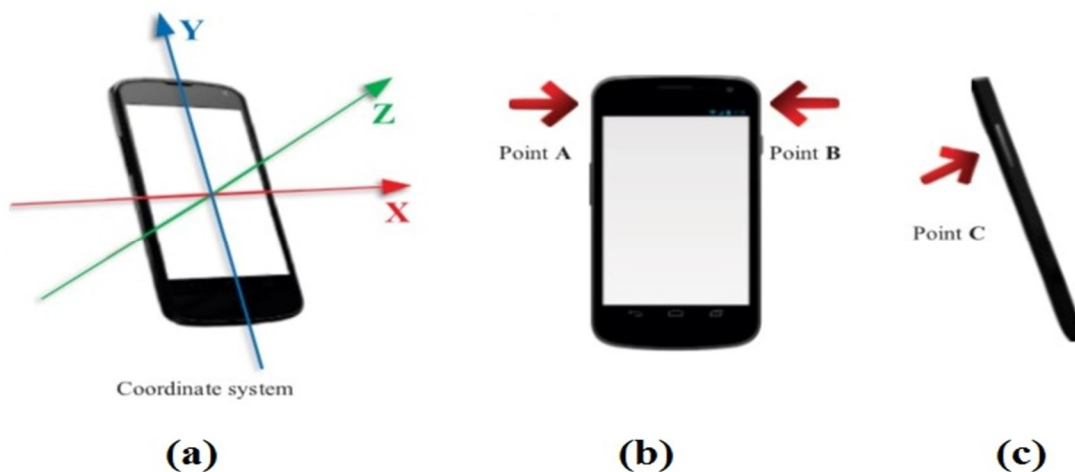 Y
Z
X
Coordinate system
(a)
Point A
Point B
(b)
Point C
(c)